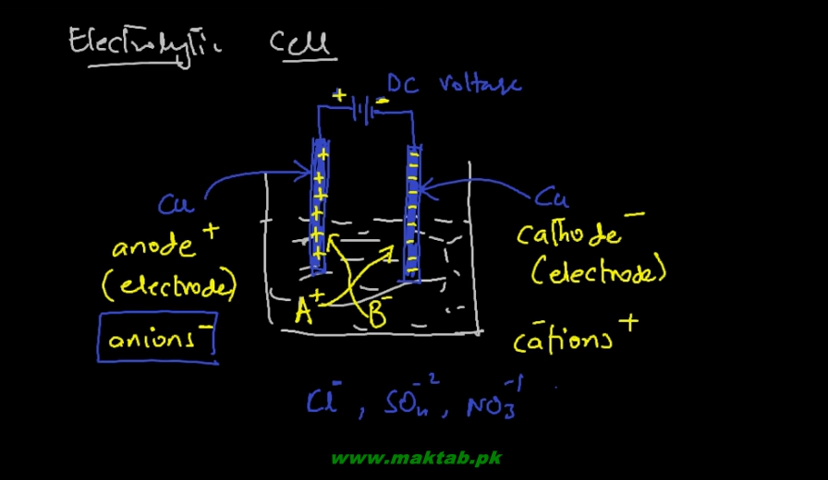 Electrolytic Cell
DC voltage
+ -
Cu
Cu
anode +
(electrode)
anions -
cathode -
(electrode)
cations +
A+ B-
Cl-, SO4-2, NO3-1
www.maktab.pk